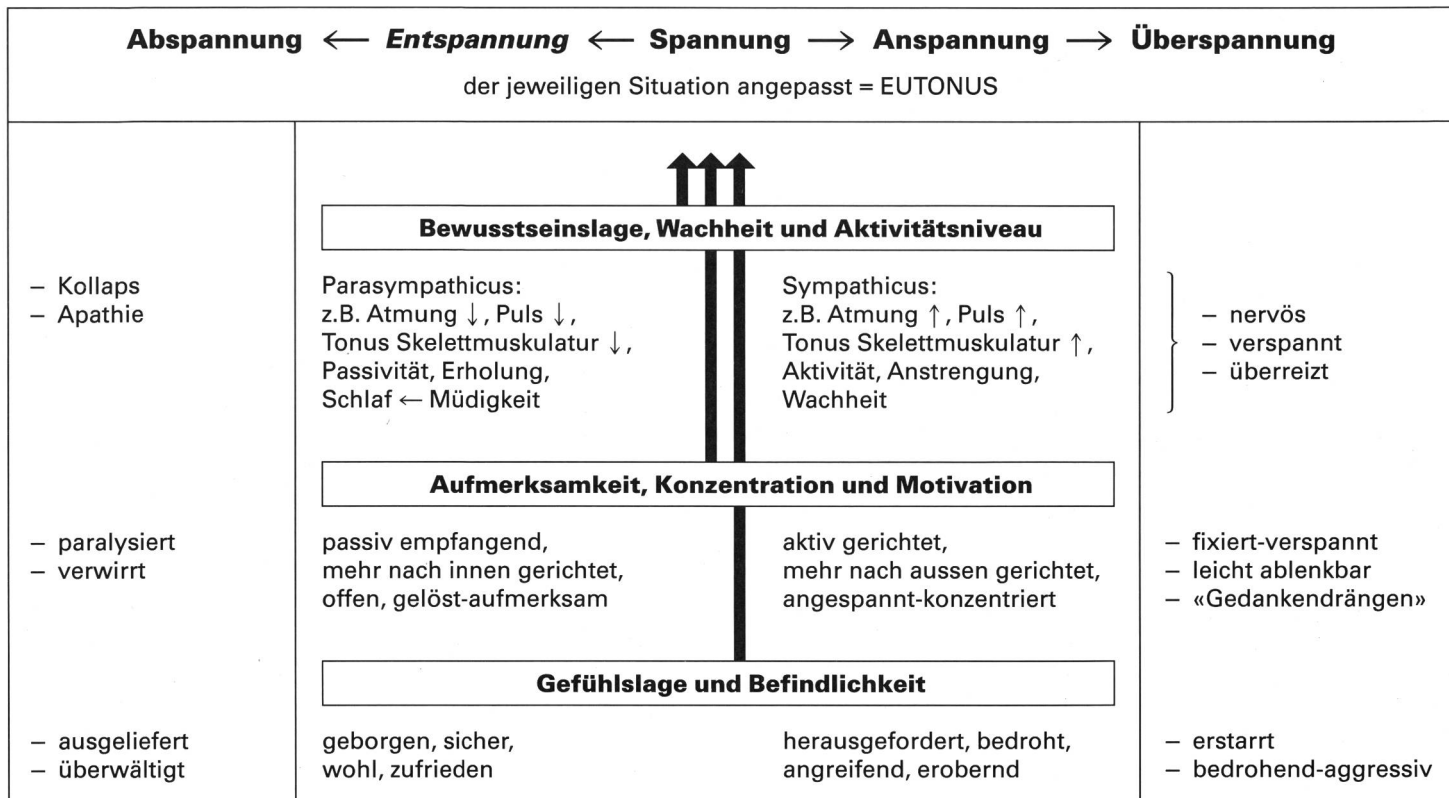 Abspannung ← Entspannung ← Spannung → Anspannung → Überspannung
der jeweiligen Situation angepasst = EUTONUS
Bewusstseinslage, Wachheit und Aktivitätsniveau
– Kollaps
– Apathie
Parasympathicus:
z.B. Atmung ↓, Puls ↓,
Tonus Skelettmuskulatur ↓,
Passivität, Erholung,
Schlaf ← Müdigkeit
Sympathicus:
z.B. Atmung ↑, Puls ↑,
Tonus Skelettmuskulatur ↑,
Aktivität, Anstrengung,
Wachheit
– nervös
– verspannt
– überreizt
Aufmerksamkeit, Konzentration und Motivation
– paralysiert
– verwirrt
passiv empfangend,
mehr nach innen gerichtet,
offen, gelöst-aufmerksam
aktiv gerichtet,
mehr nach aussen gerichtet,
angespannt-konzentriert
– fixiert-verspannt
– leicht ablenkbar
– «Gedankendrängen»
Gefühlslage und Befindlichkeit
– ausgeliefert
– überwältigt
geborgen, sicher,
wohl, zufrieden
herausgefordert, bedroht,
angreifend, erobernd
– erstarrt
– bedrohend-aggressiv